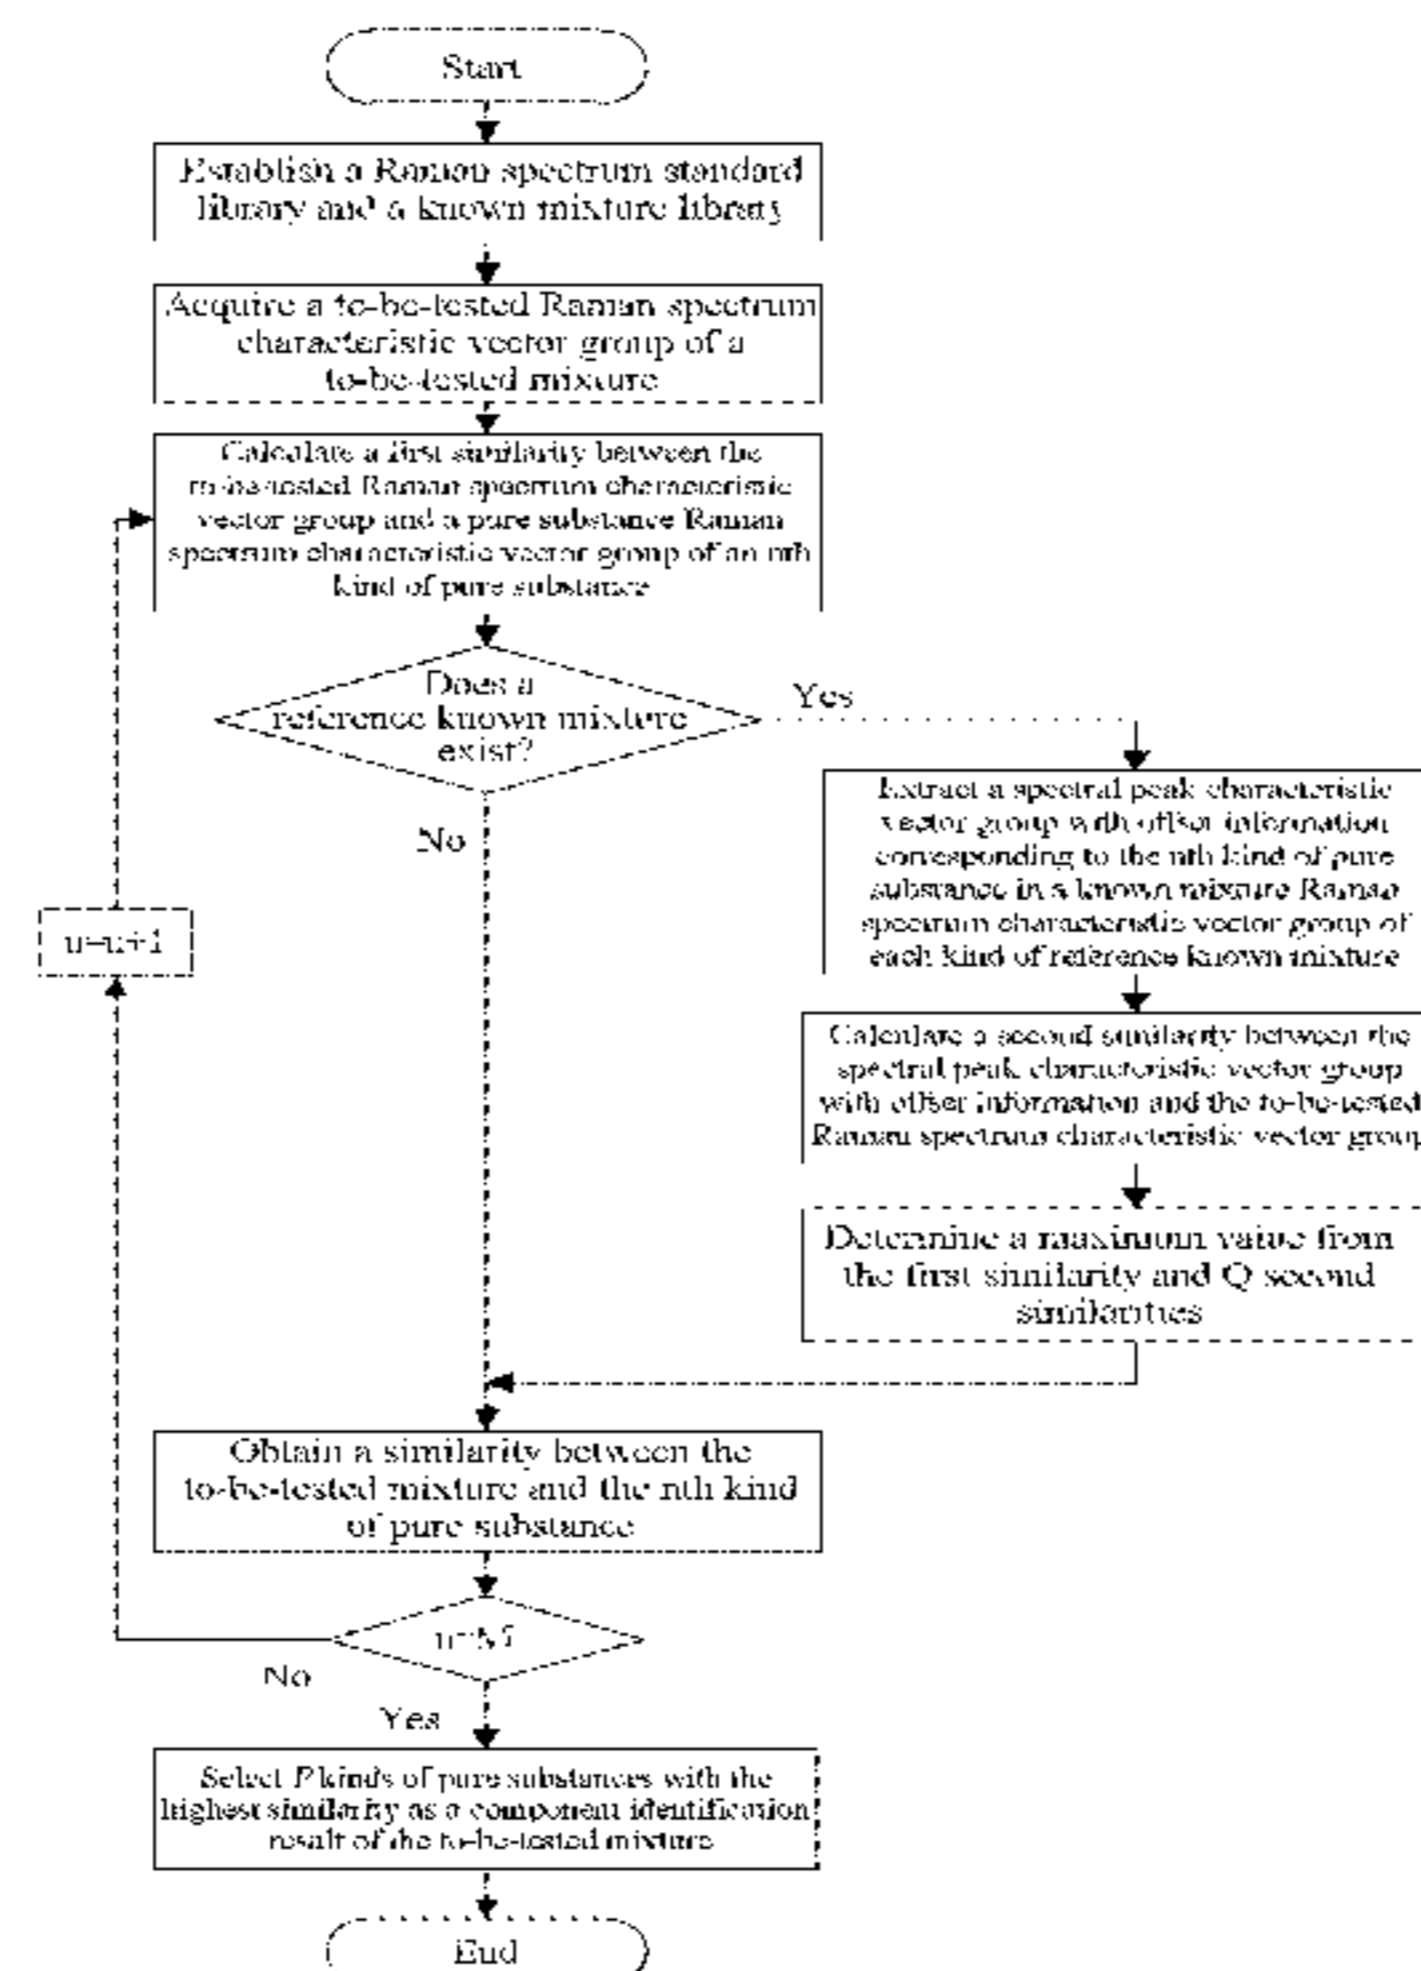 Start
Establish a Raman spectrum standard
library and a known mixture library
Acquire a to-be-tested Raman spectrum
characteristic vector group of a
to-be-tested mixture
Calculate a first similarity between the
to-be-tested Raman spectrum characteristic
vector group and a pure substance Raman
spectrum characteristic vector group of an nth
kind of pure substance
Does a
reference known mixture
exist?
Yes
No
Extract a spectral peak characteristic
vector group with offset information
corresponding to the nth kind of pure
substance in a known mixture Raman
spectrum characteristic vector group of
each kind of reference known mixture
n=n+1
Calculate a second similarity between the
spectral peak characteristic vector group
with offset information and the to-be-tested
Raman spectrum characteristic vector group
Determine a maximum value from
the first similarity and Q second
similarities
Obtain a similarity between the
to-be-tested mixture and the nth kind
of pure substance
n=N?
No
Yes
Select P kinds of pure substances with the
highest similarity as a component identification
result of the to-be-tested mixture
End